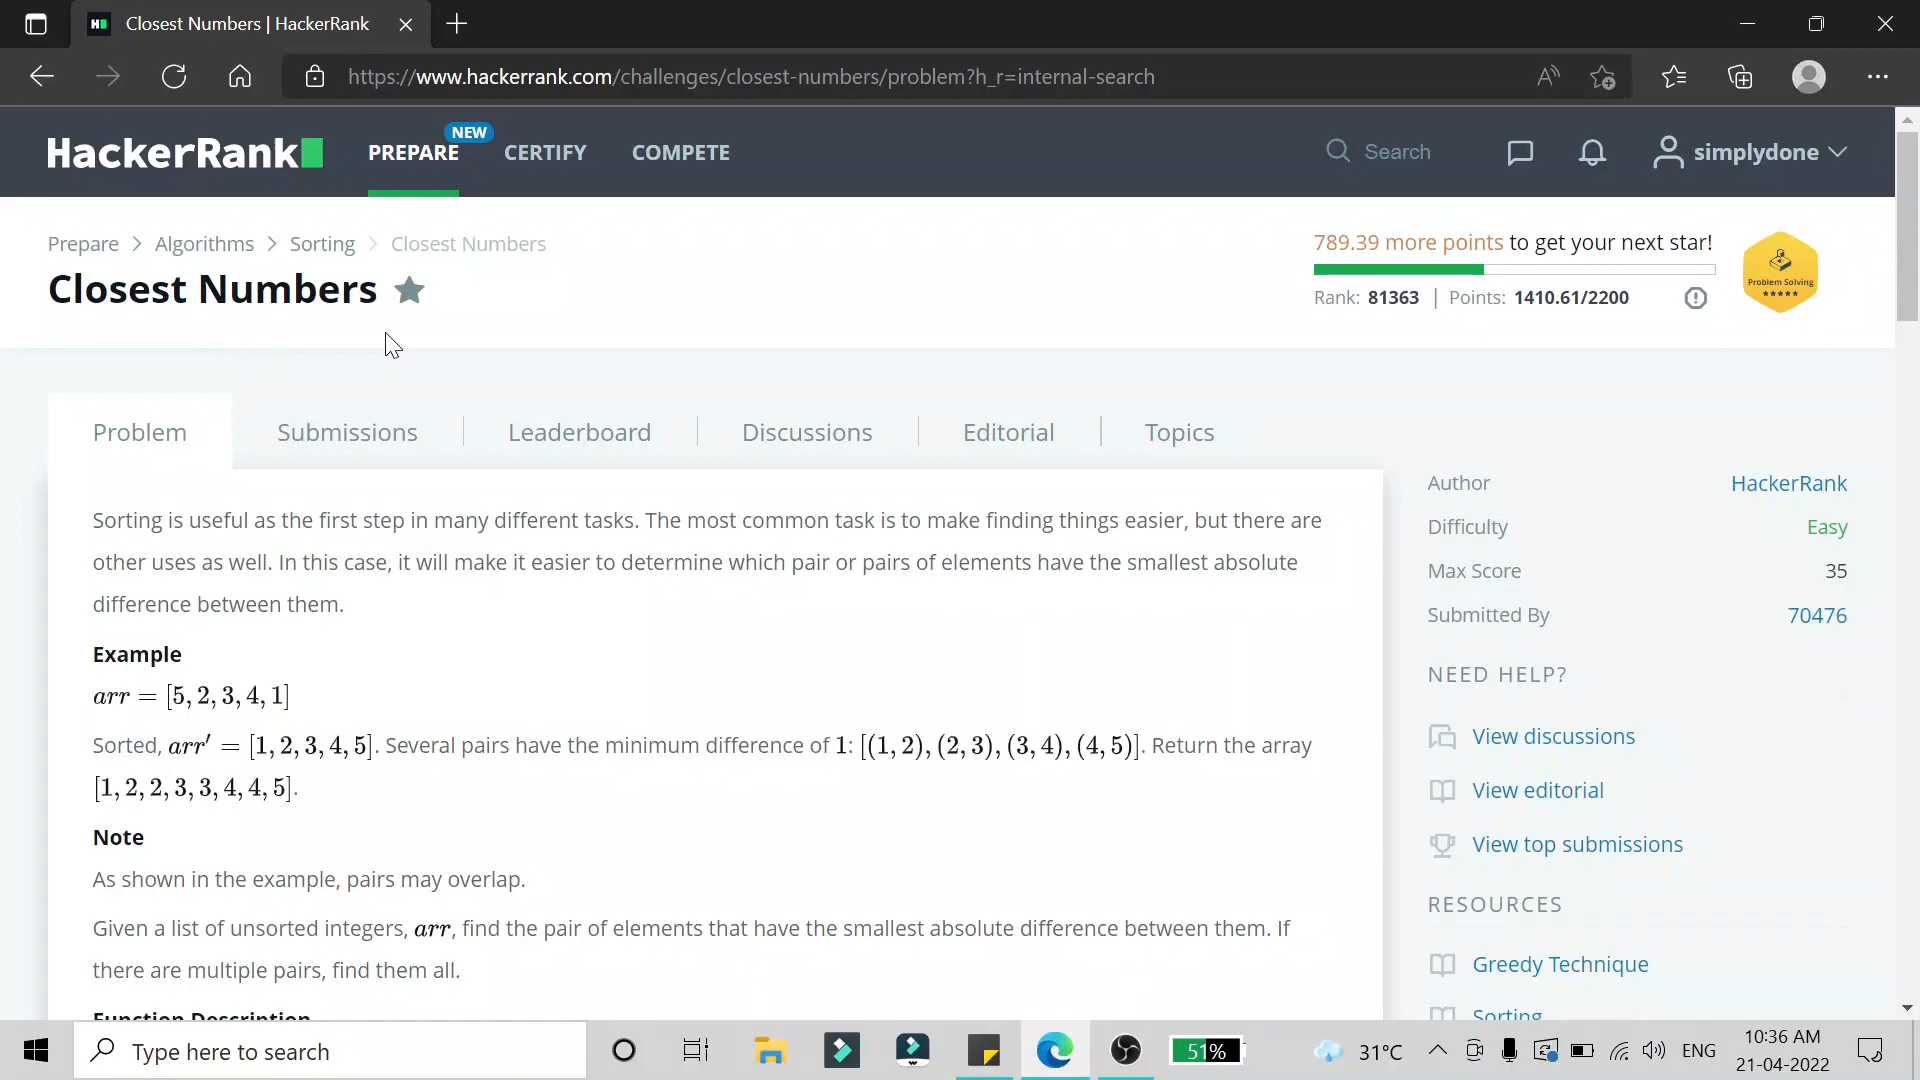 Closest Numbers | HackerRank
https://www.hackerrank.com/challenges/closest-numbers/problem?h_r=internal-search
HackerRank
PREPARE
NEW
CERTIFY
COMPETE
Search
simplydone
Prepare > Algorithms > Sorting > Closest Numbers
Closest Numbers
789.39 more points to get your next star!
Rank: 81363 | Points: 1410.61/2200
Problem Solving
Problem
Submissions
Leaderboard
Discussions
Editorial
Topics
Sorting is useful as the first step in many different tasks. The most common task is to make finding things easier, but there are
other uses as well. In this case, it will make it easier to determine which pair or pairs of elements have the smallest absolute
difference between them.
Example
arr = [5, 2, 3, 4, 1]
Sorted, arr′ = [1, 2, 3, 4, 5]. Several pairs have the minimum difference of 1: [(1, 2), (2, 3), (3, 4), (4, 5)]. Return the array
[1, 2, 2, 3, 3, 4, 4, 5].
Note
As shown in the example, pairs may overlap.
Given a list of unsorted integers, arr, find the pair of elements that have the smallest absolute difference between them. If
there are multiple pairs, find them all.
Function Description
Author HackerRank
Difficulty Easy
Max Score 35
Submitted By 70476
NEED HELP?
View discussions
View editorial
View top submissions
RESOURCES
Greedy Technique
Sorting
Type here to search
51%
31°C
ENG
10:36 AM
21-04-2022